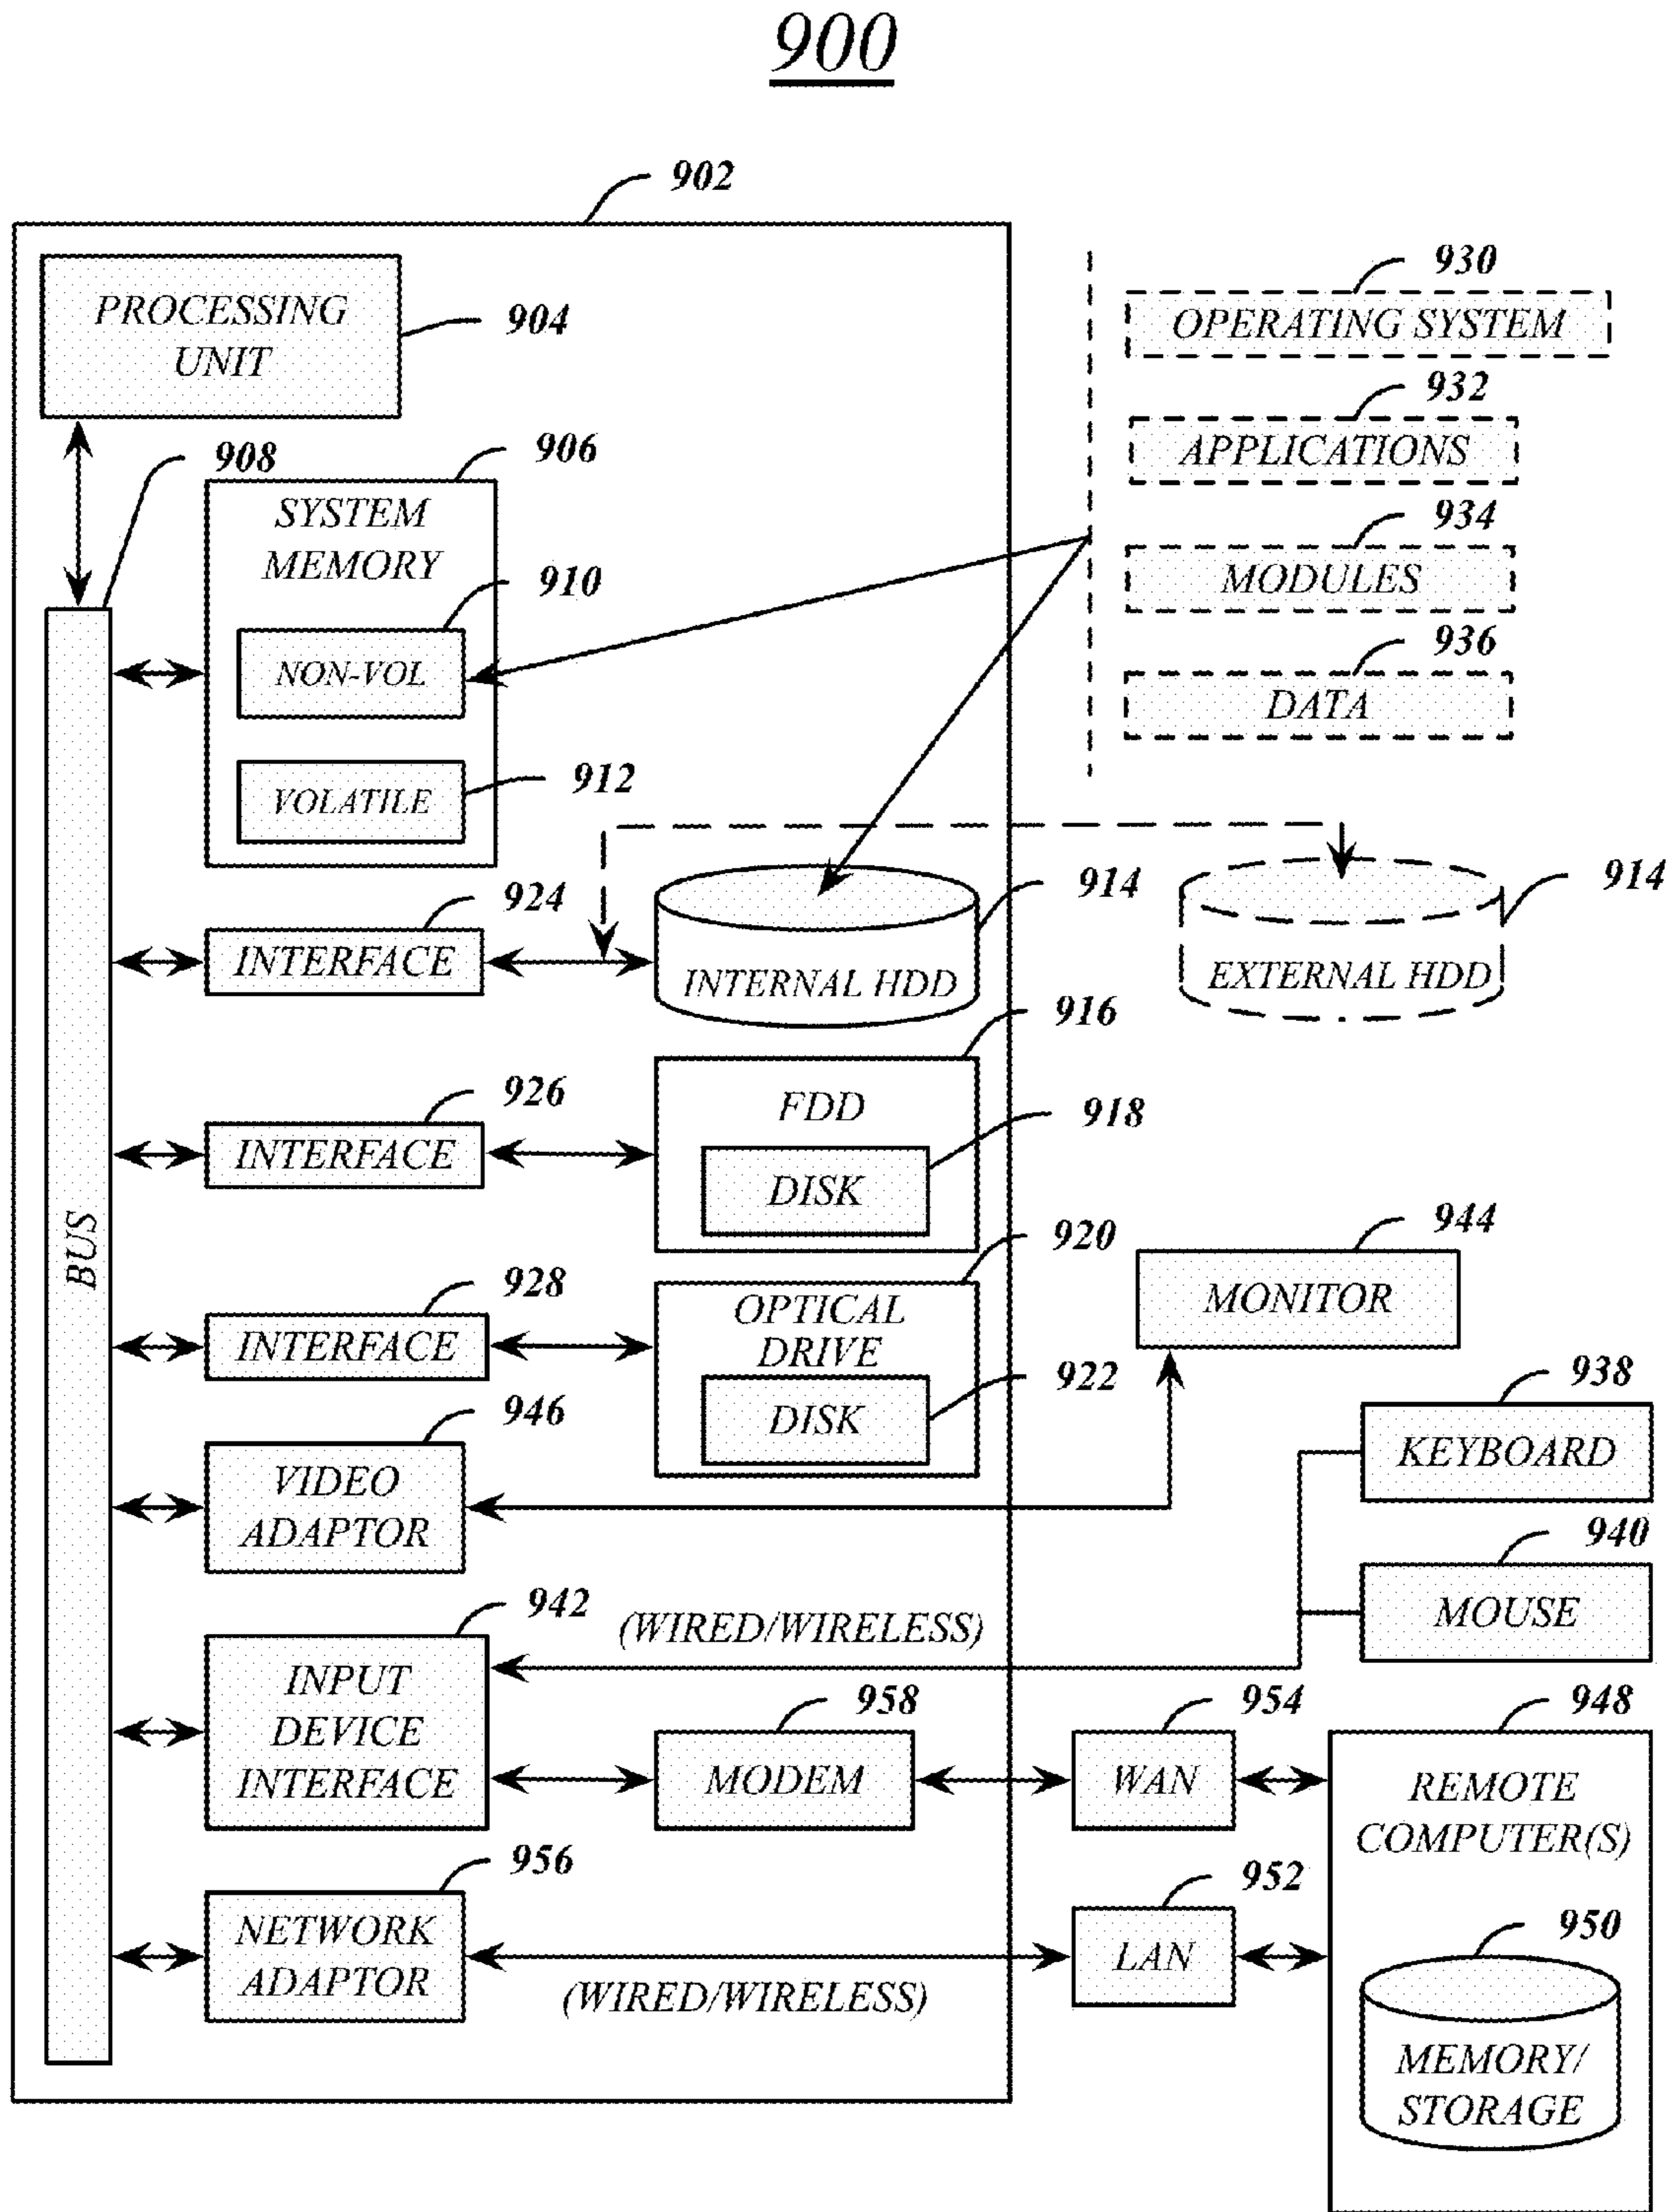 900
902
PROCESSING
UNIT
904
930
OPERATING SYSTEM
932
APPLICATIONS
934
MODULES
936
DATA
908
906
SYSTEM
MEMORY
910
NON-VOL
912
VOLATILE
924
INTERFACE
914
INTERNAL HDD
914
EXTERNAL HDD
916
926
INTERFACE
FDD
918
DISK
BUS
920
928
INTERFACE
OPTICAL
DRIVE
922
DISK
944
MONITOR
938
KEYBOARD
946
VIDEO
ADAPTOR
940
MOUSE
942
(WIRED/WIRELESS)
INPUT
DEVICE
INTERFACE
958
MODEM
954
WAN
948
REMOTE
COMPUTER(S)
956
NETWORK
ADAPTOR
(WIRED/WIRELESS)
952
LAN
950
MEMORY/
STORAGE